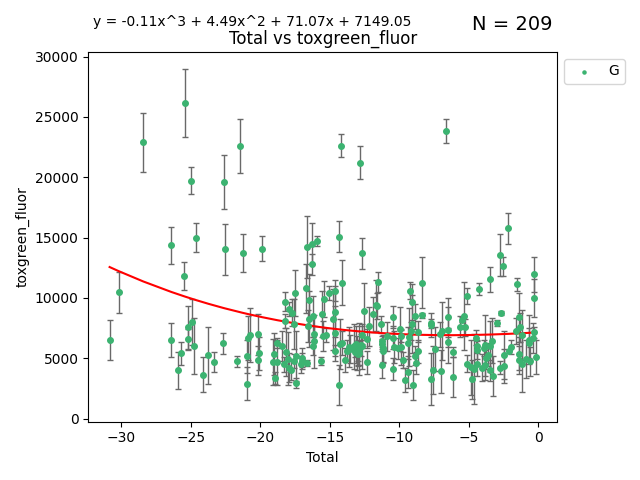 y = -0.11x^3 + 4.49x^2 + 71.07x + 7149.05
N = 209
Total vs toxgreen_fluor
G
toxgreen_fluor
30000
25000
20000
15000
10000
5000
0
−30 −25 −20 −15 −10 −5 0
Total